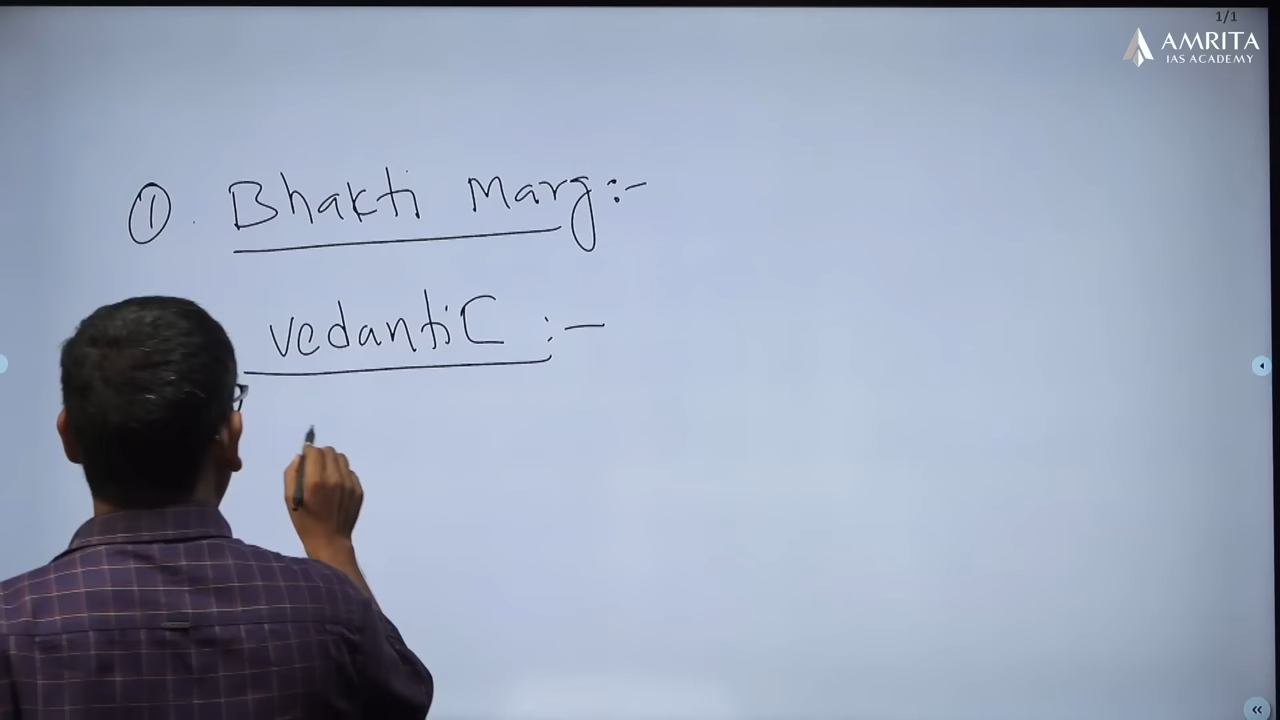 1/1
AMRITA
IAS ACADEMY
① . Bhakti Marg :-
Vedantic :-